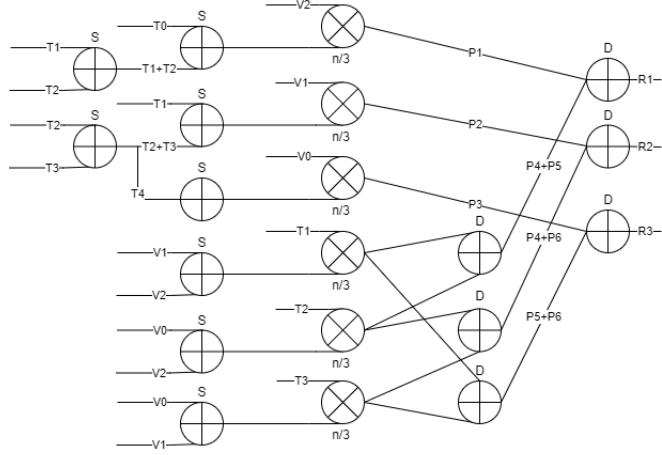 V2
T0
S
P1
D
T1
S
T1+T2
n/3
R1
T2
V1
T1
S
P2
D
T2
S
T2+T3
n/3
R2
T3
V0
P4+P5
T4
S
n/3
P3
D
R3
T1
D
P4+P6
V1
S
V2
n/3
T2
D
P5+P6
V0
S
V2
n/3
T3
D
V0
S
V1
n/3